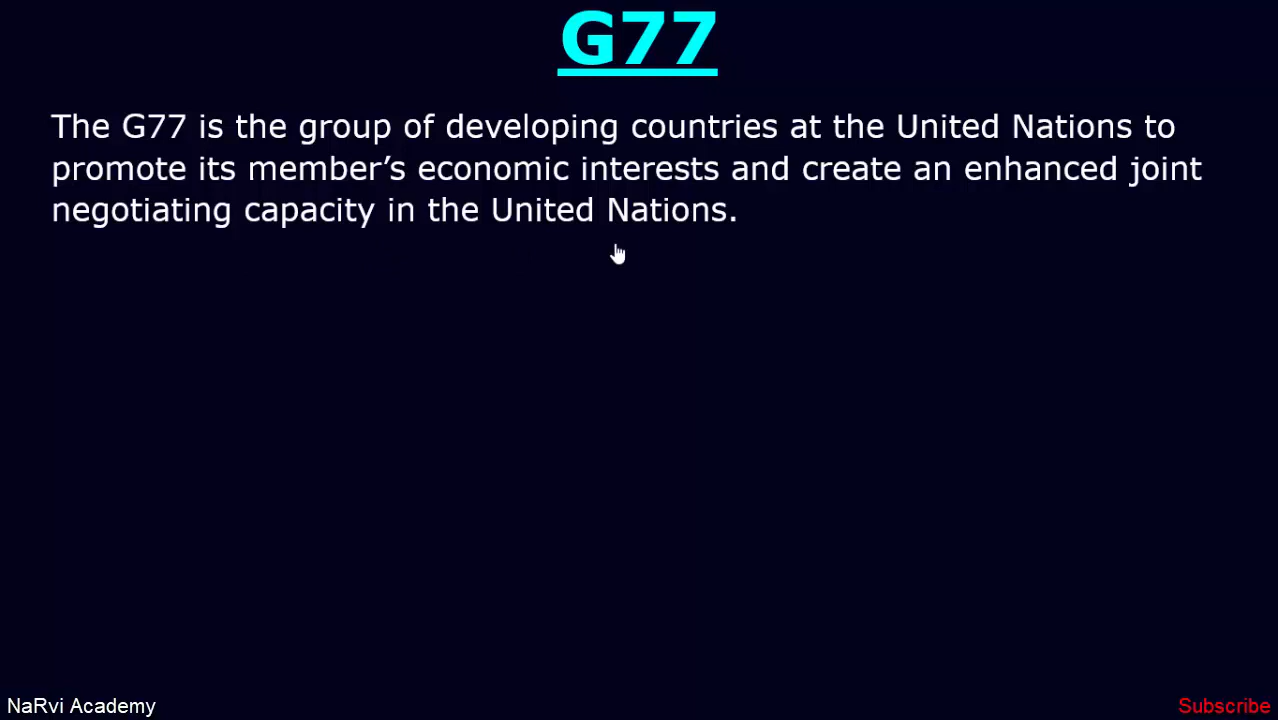 G77
The G77 is the group of developing countries at the United Nations to
promote its member’s economic interests and create an enhanced joint
negotiating capacity in the United Nations.
NaRvi Academy
Subscribe